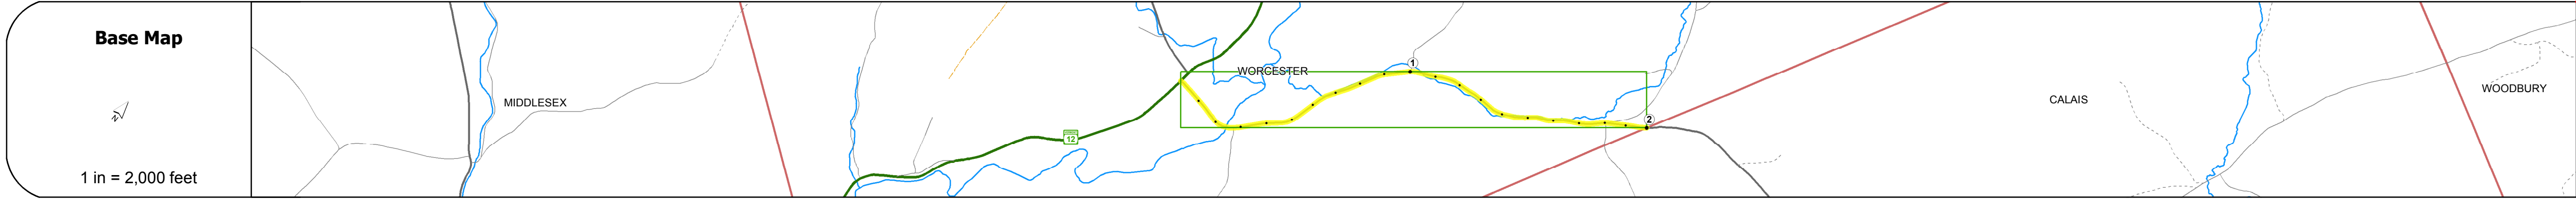 Base Map
N
1 in = 2,000 feet
MIDDLESEX
12
WORCESTER
1
2
CALAIS
WOODBURY